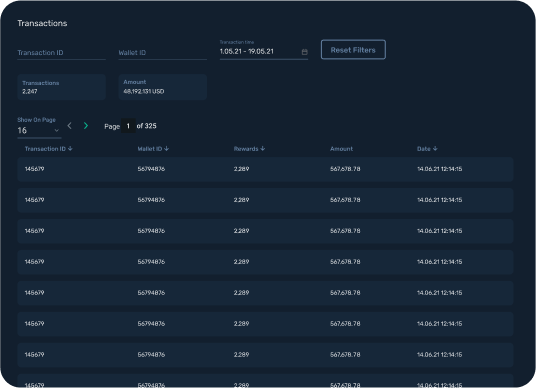 Transactions
Transaction time
Transaction ID Wallet ID 1.05.21 - 19.05.21 Reset Filters
Transactions Amount
2,247 48,192,131 USD
Show On Page
16 Page 1 of 325
Transaction ID Wallet ID Rewards Amount Date
145679 56794876 2,289 567,678.78 14.06.21 12:14:15
145679 56794876 2,289 567,678.78 14.06.21 12:14:15
145679 56794876 2,289 567,678.78 14.06.21 12:14:15
145679 56794876 2,289 567,678.78 14.06.21 12:14:15
145679 56794876 2,289 567,678.78 14.06.21 12:14:15
145679 56794876 2,289 567,678.78 14.06.21 12:14:15
145679 56794876 2,289 567,678.78 14.06.21 12:14:15
145679 56794876 2,289 567,678.78 14.06.21 12:14:15